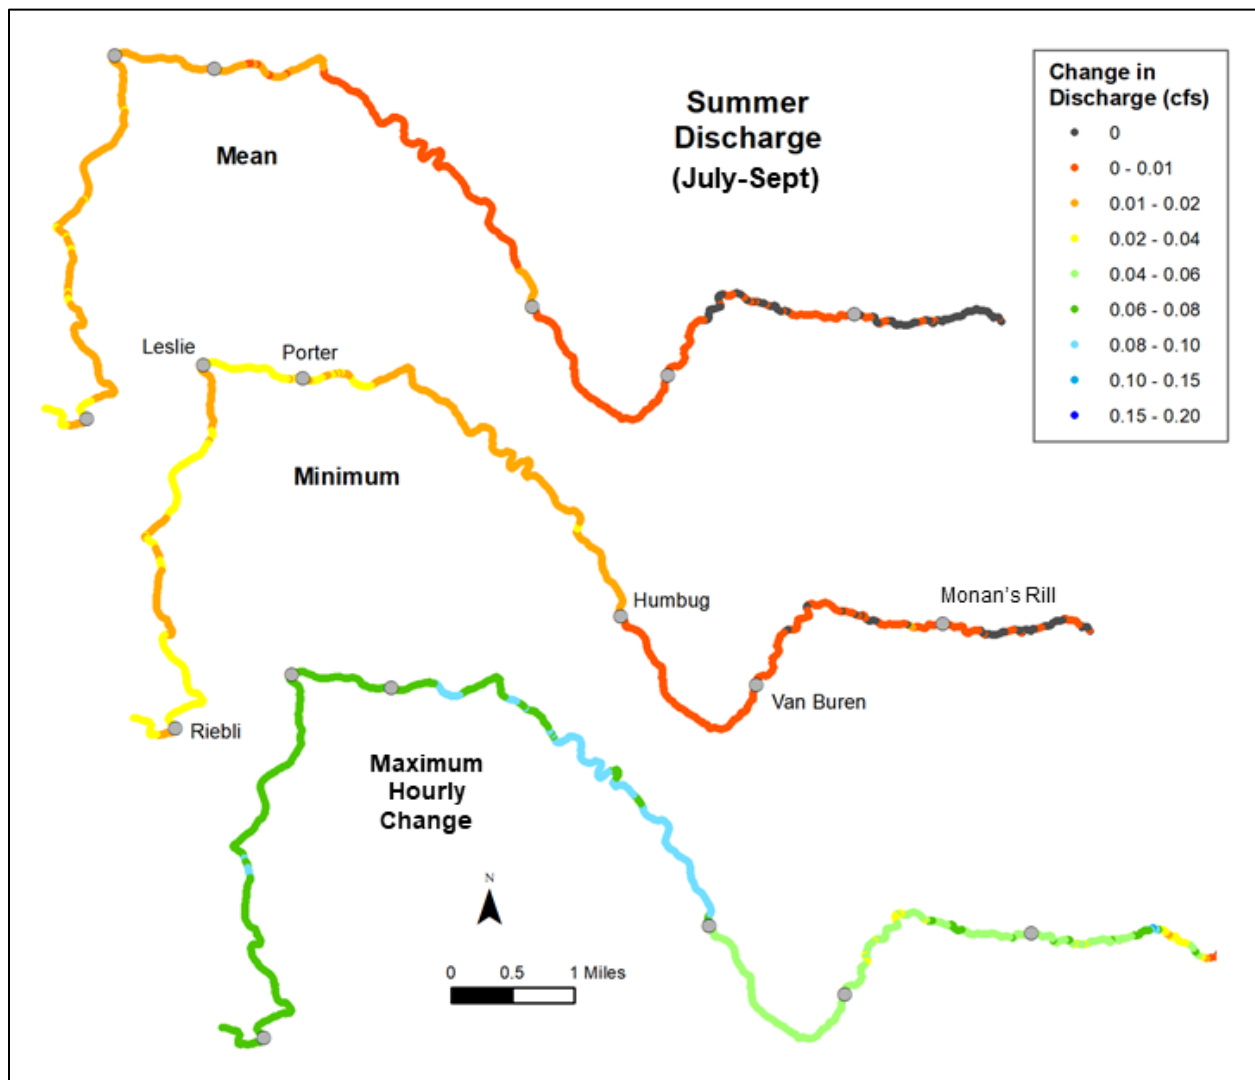 Summer
Discharge
(July-Sept)
Change in
Discharge (cfs)
0
0 - 0.01
0.01 - 0.02
0.02 - 0.04
0.04 - 0.06
0.06 - 0.08
0.08 - 0.10
0.10 - 0.15
0.15 - 0.20
Mean
Leslie
Porter
Minimum
Humbug
Monan's Rill
Van Buren
Riebli
Maximum
Hourly
Change
N
0 0.5 1 Miles